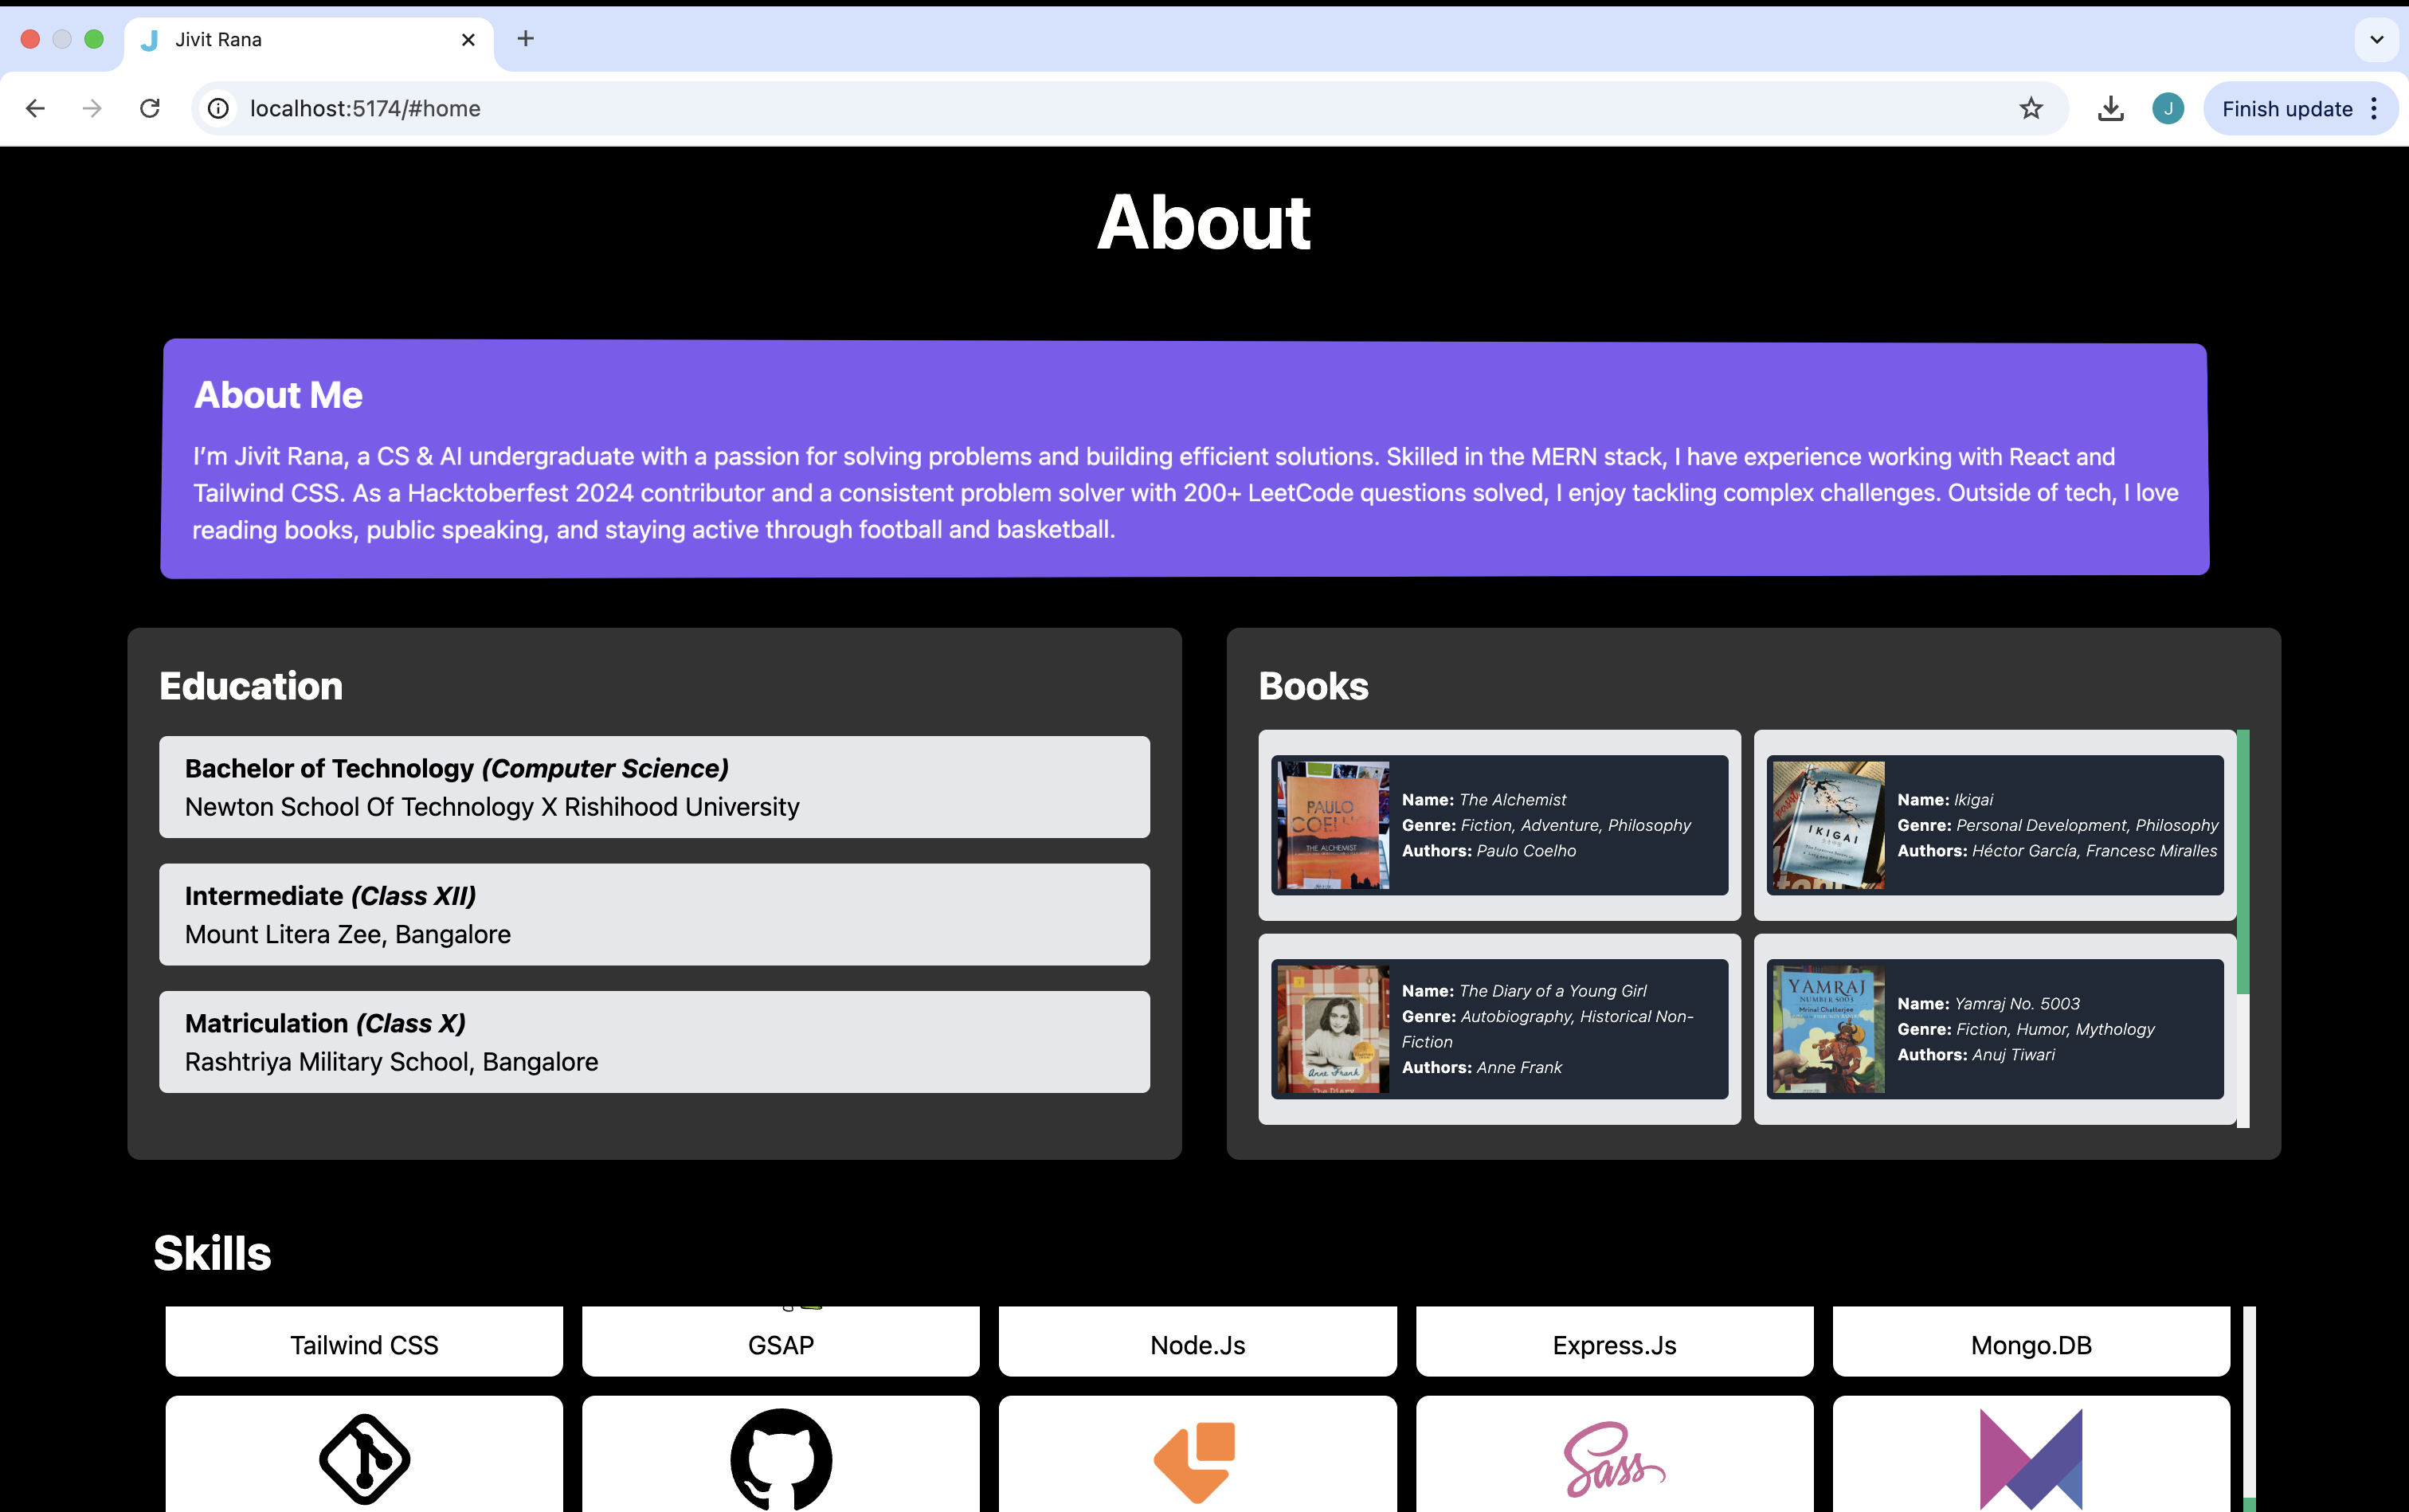 Jivit Rana
localhost:5174/#home
J
Finish update
About
About Me
I’m Jivit Rana, a CS & AI undergraduate with a passion for solving problems and building efficient solutions. Skilled in the MERN stack, I have experience working with React and
Tailwind CSS. As a Hacktoberfest 2024 contributor and a consistent problem solver with 200+ LeetCode questions solved, I enjoy tackling complex challenges. Outside of tech, I love
reading books, public speaking, and staying active through football and basketball.
Education
Bachelor of Technology (Computer Science)
Newton School Of Technology X Rishihood University
Intermediate (Class XII)
Mount Litera Zee, Bangalore
Matriculation (Class X)
Rashtriya Military School, Bangalore
Books
PAULO
COELHO
THE ALCHEMIST
Name: The Alchemist
Genre: Fiction, Adventure, Philosophy
Authors: Paulo Coelho
IKIGAI
Name: Ikigai
Genre: Personal Development, Philosophy
Authors: Héctor García, Francesc Miralles
Anne Frank
The Diary
Name: The Diary of a Young Girl
Genre: Autobiography, Historical Non-
Fiction
Authors: Anne Frank
YAMRAJ
NUMBER 5003
Mrinal Chatterjee
Name: Yamraj No. 5003
Genre: Fiction, Humor, Mythology
Authors: Anuj Tiwari
Skills
Tailwind CSS
GSAP
Node.Js
Express.Js
Mongo.DB
Sass